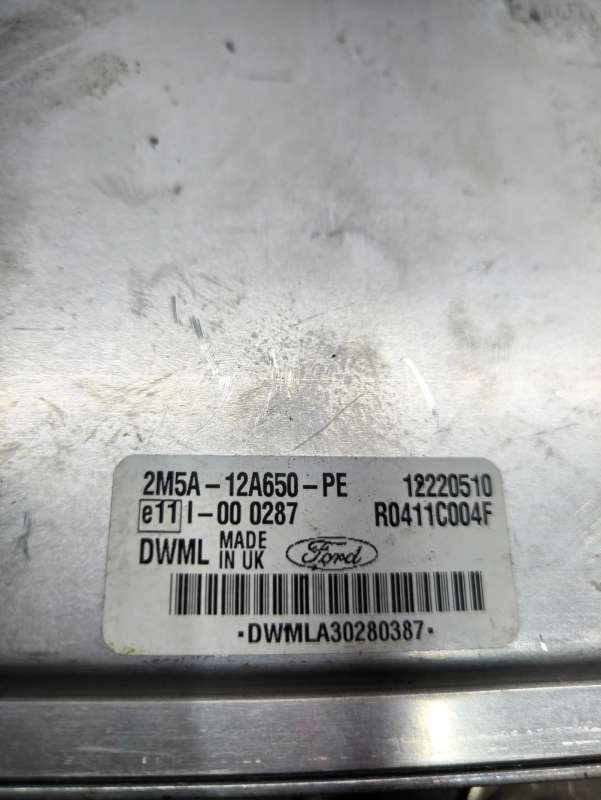 2M5A-12A650-PE 12220510
e11 I-00 0287 R0411C004F
DWML MADE IN UK Ford
·DWMLA30280387·